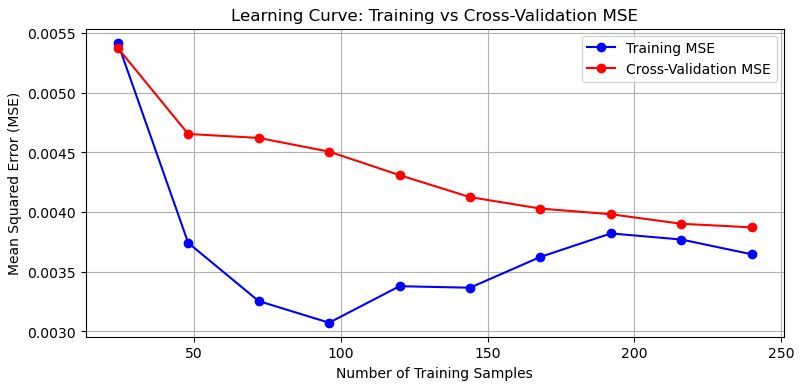 Learning Curve: Training vs Cross-Validation MSE
Training MSE
Cross-Validation MSE
Mean Squared Error (MSE)
0.0055
0.0050
0.0045
0.0040
0.0035
0.0030
50
100
150
200
250
Number of Training Samples